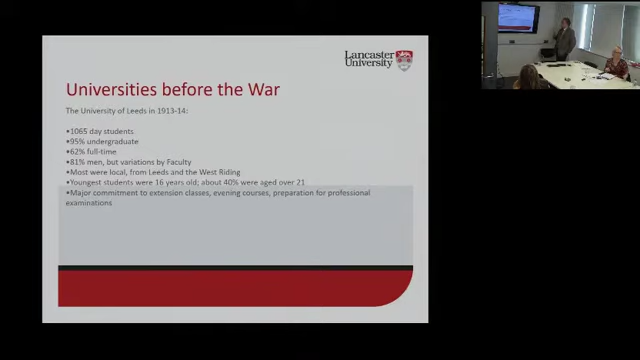 Lancaster
University
Universities before the War
The University of Leeds in 1913-14:
•1065 day students
•95% undergraduate
•62% full-time
•81% men, but variations by Faculty
•Most were local, from Leeds and the West Riding
•Youngest students were 16 years old; about 40% were aged over 21
•Major commitment to extension classes, evening courses, preparation for professional
examinations